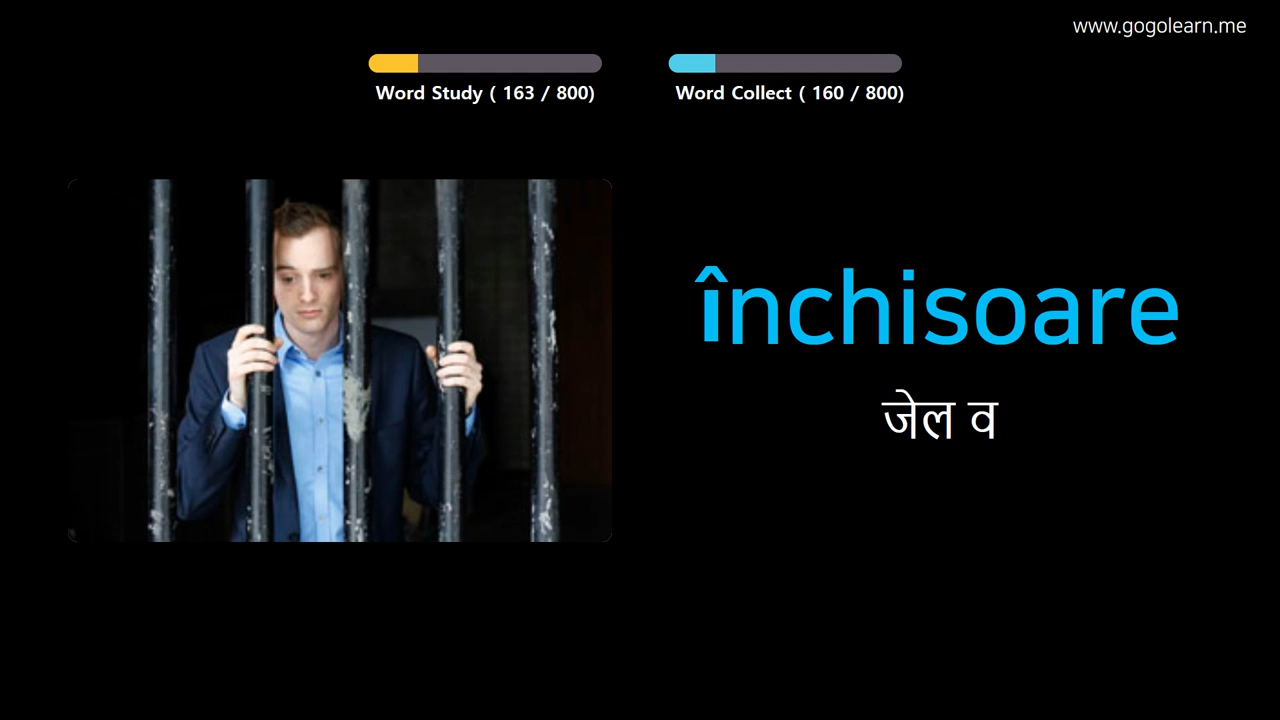 www.gogolearn.me
Word Study ( 163 / 800)
Word Collect ( 160 / 800)
închisoare
जेल व